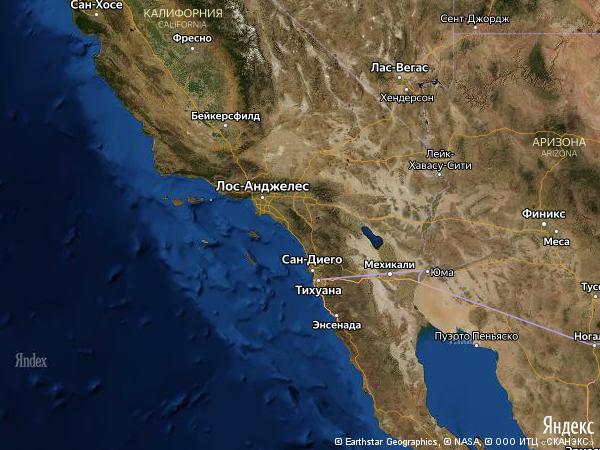 Сан-Хосе
КАЛИФОРНИЯ
CALIFORNIA
Фресно
Сент-Джордж
Лас-Вегас
Хендерсон
Бейкерсфилд
АРИЗОНА
ARIZONA
Лейк-
Хавасу-Сити
Лос-Анджелес
Финикс
Меса
Сан-Диего
Мехикали
Юма
Тихуана
Тусо
Энсенада
Пуэрто Пеньяско
Ногал
Яndex
Яндекс
© Earthstar Geographics, © NASA, © ООО ИТЦ «СКАНЭКС»